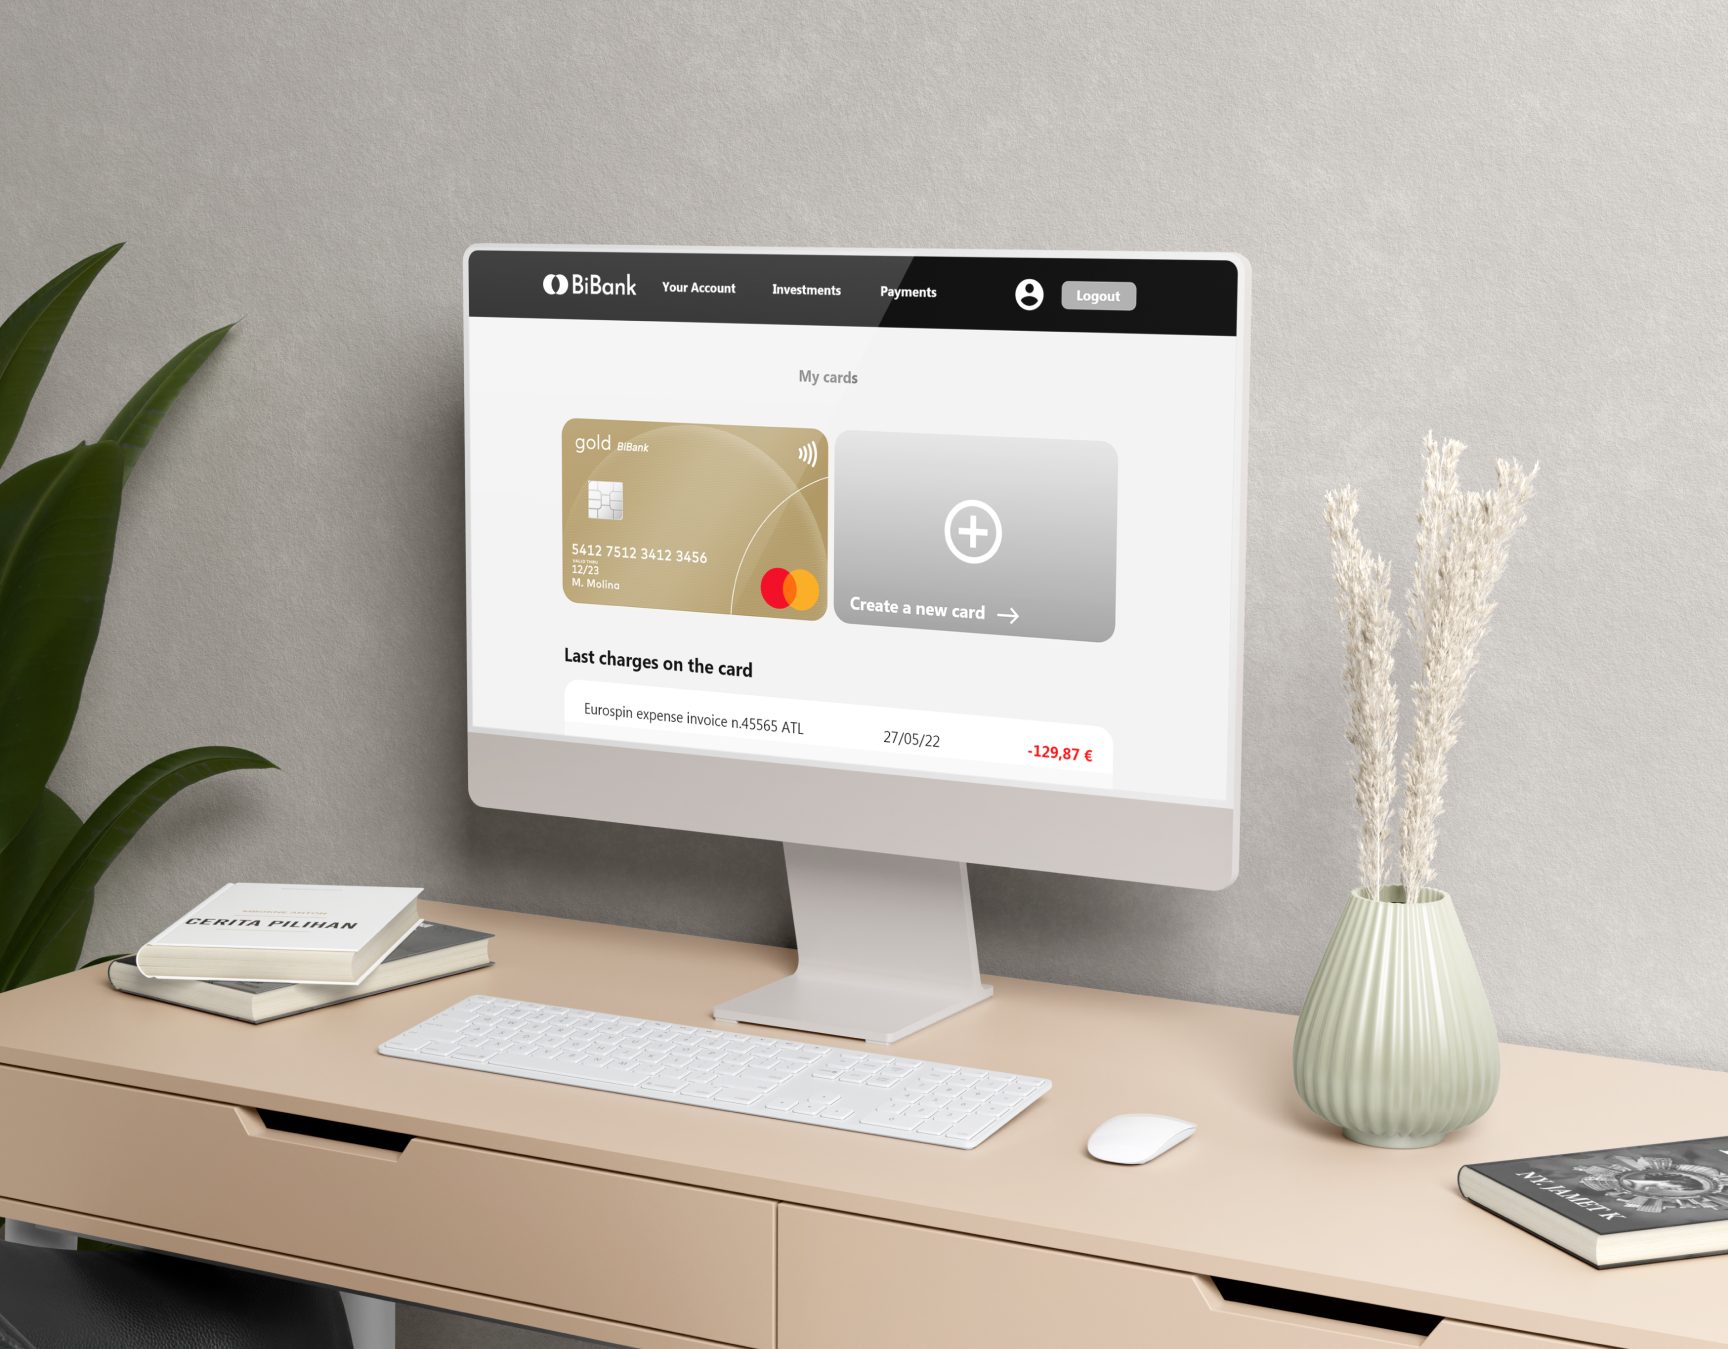 BiBank
Your Account
Investments
Payments
Logout
My cards
gold BiBank
5412 7512 3412 3456
VALID THRU
12/23
M. Molina
Create a new card
Last charges on the card
Eurospin expense invoice n.45565 ATL
27/05/22
-129,87 €
CERITA PILIHAN
NY. JAMET K